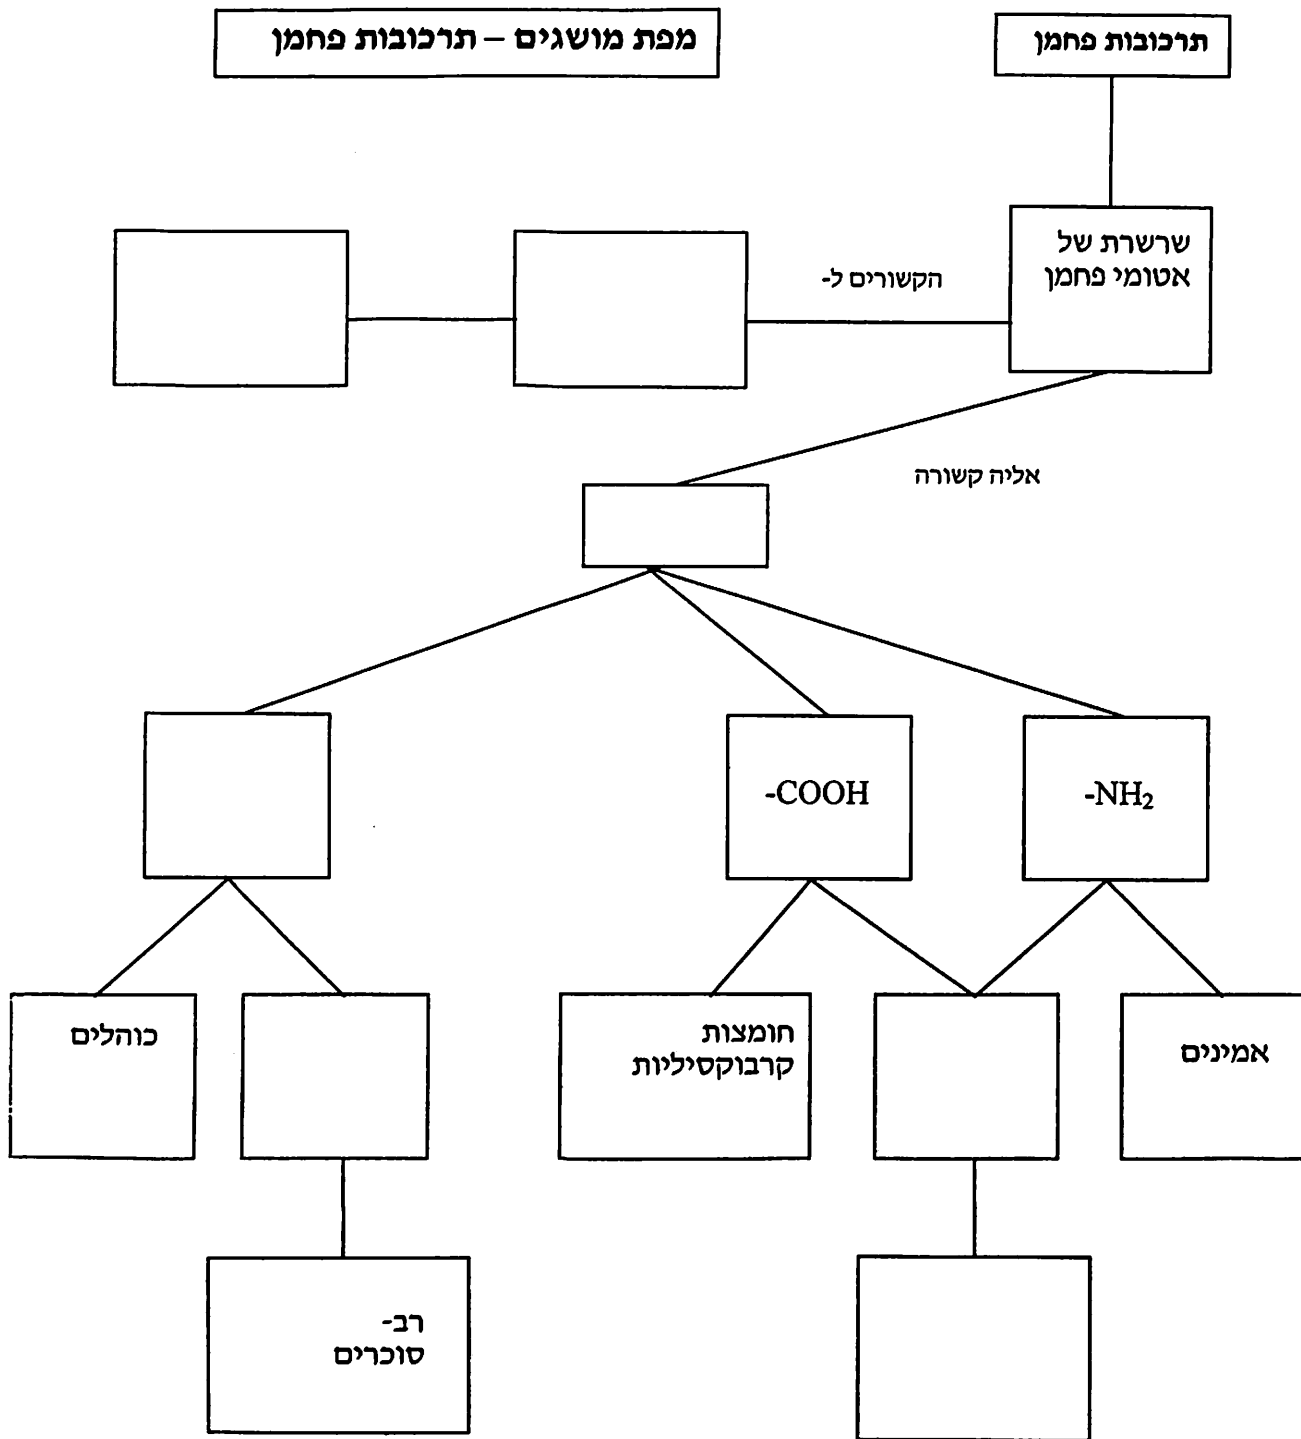 מפת מושגים – תרכובות פחמן
תרכובות פחמן
שרשרת של
אטומי פחמן
הקשורים ל-
אליה קשורה
-COOH
-NH₂
כוהלים
חומצות
קרבוקסיליות
אמינים
רב-
סוכרים